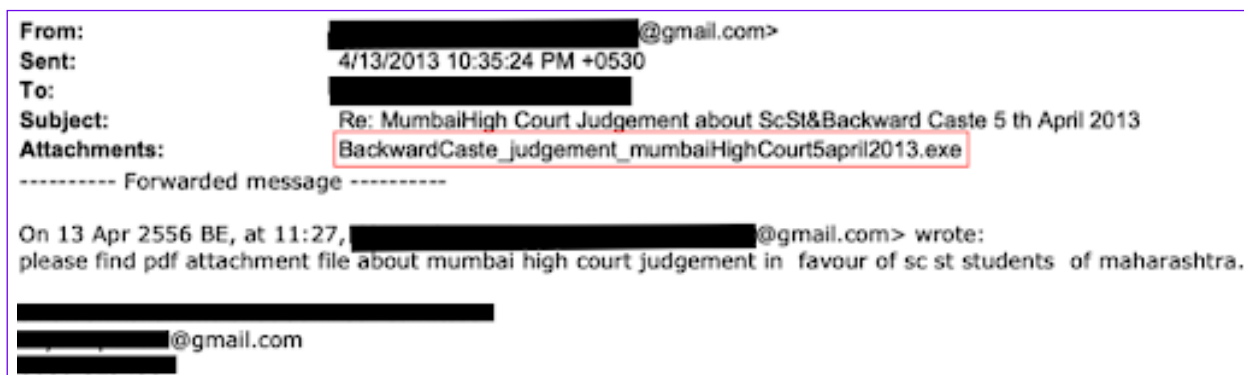 From: @gmail.com>
Sent: 4/13/2013 10:35:24 PM +0530
To:
Subject: Re: MumbaiHigh Court Judgement about ScSt&Backward Caste 5 th April 2013
Attachments: BackwardCaste_judgement_mumbaiHighCourt5april2013.exe
---------- Forwarded message ----------
On 13 Apr 2556 BE, at 11:27, @gmail.com> wrote:
please find pdf attachment file about mumbai high court judgement in favour of sc st students of maharashtra.
@gmail.com